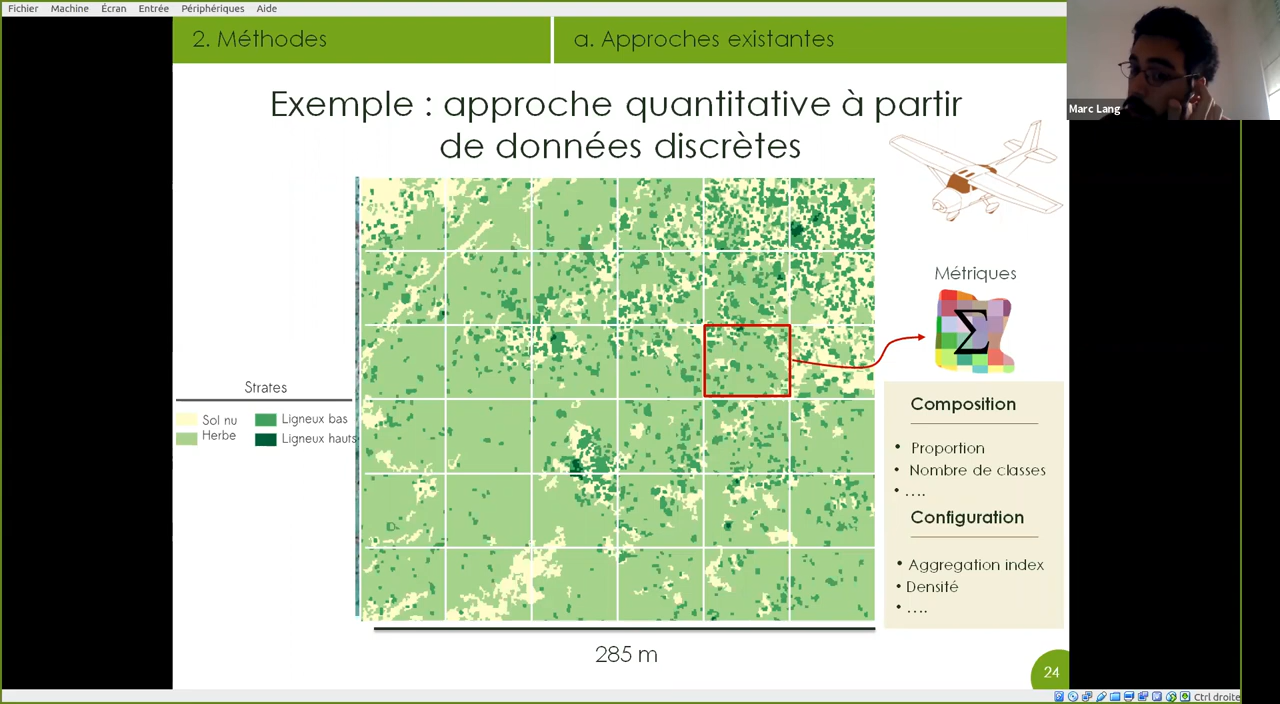 Fichier Machine Écran Entrée Périphériques Aide
2. Méthodes
a. Approches existantes
Marc Lang
Exemple : approche quantitative à partir
de données discrètes
Métriques
Σ
Strates
Sol nu
Ligneux bas
Herbe
Ligneux hauts
Composition
• Proportion
• Nombre de classes
• ....
Configuration
• Aggregation index
• Densité
• ....
285 m
24
Ctrl droite